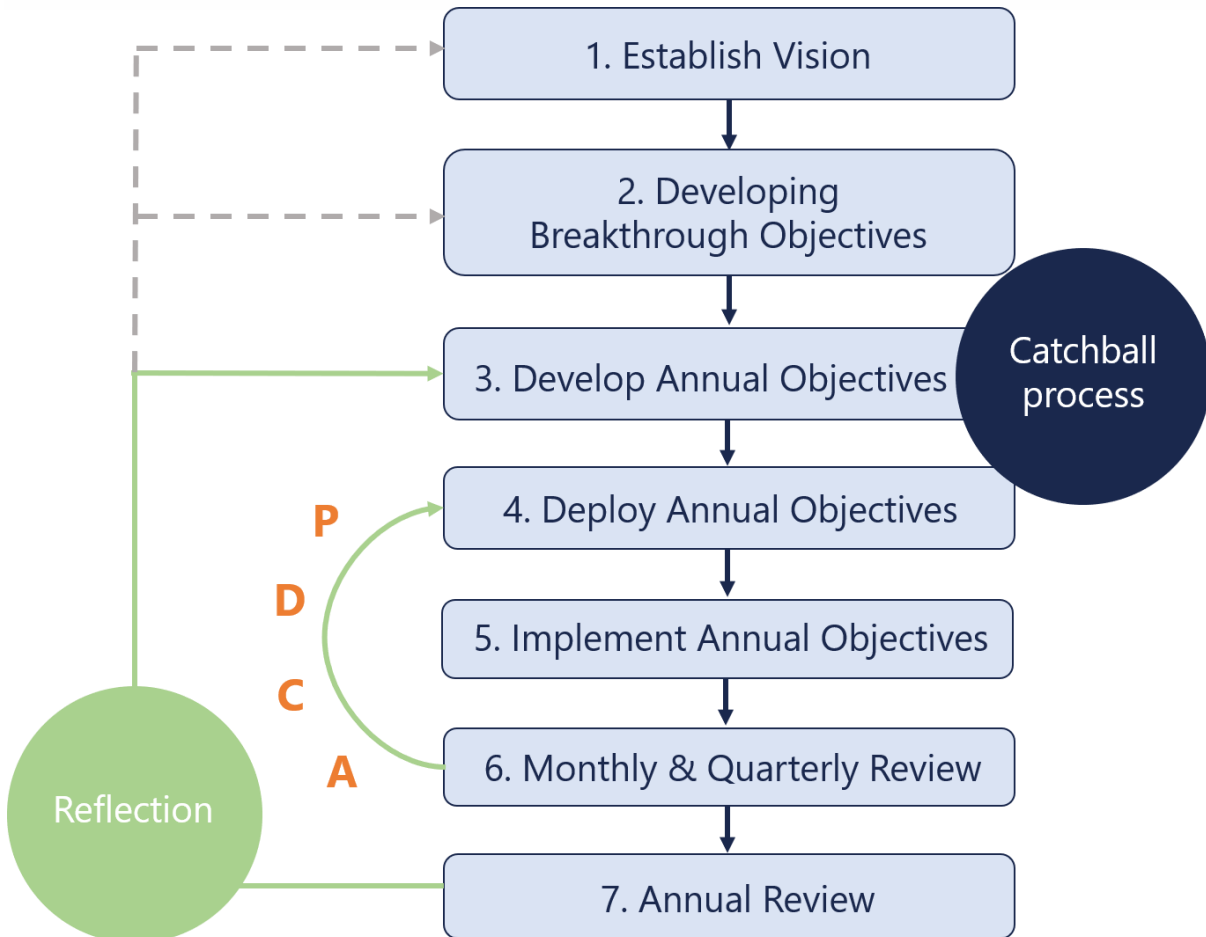 1. Establish Vision
2. Developing
Breakthrough Objectives
Catchball
process
3. Develop Annual Objectives
4. Deploy Annual Objectives
P
D
5. Implement Annual Objectives
C
A
6. Monthly & Quarterly Review
Reflection
7. Annual Review